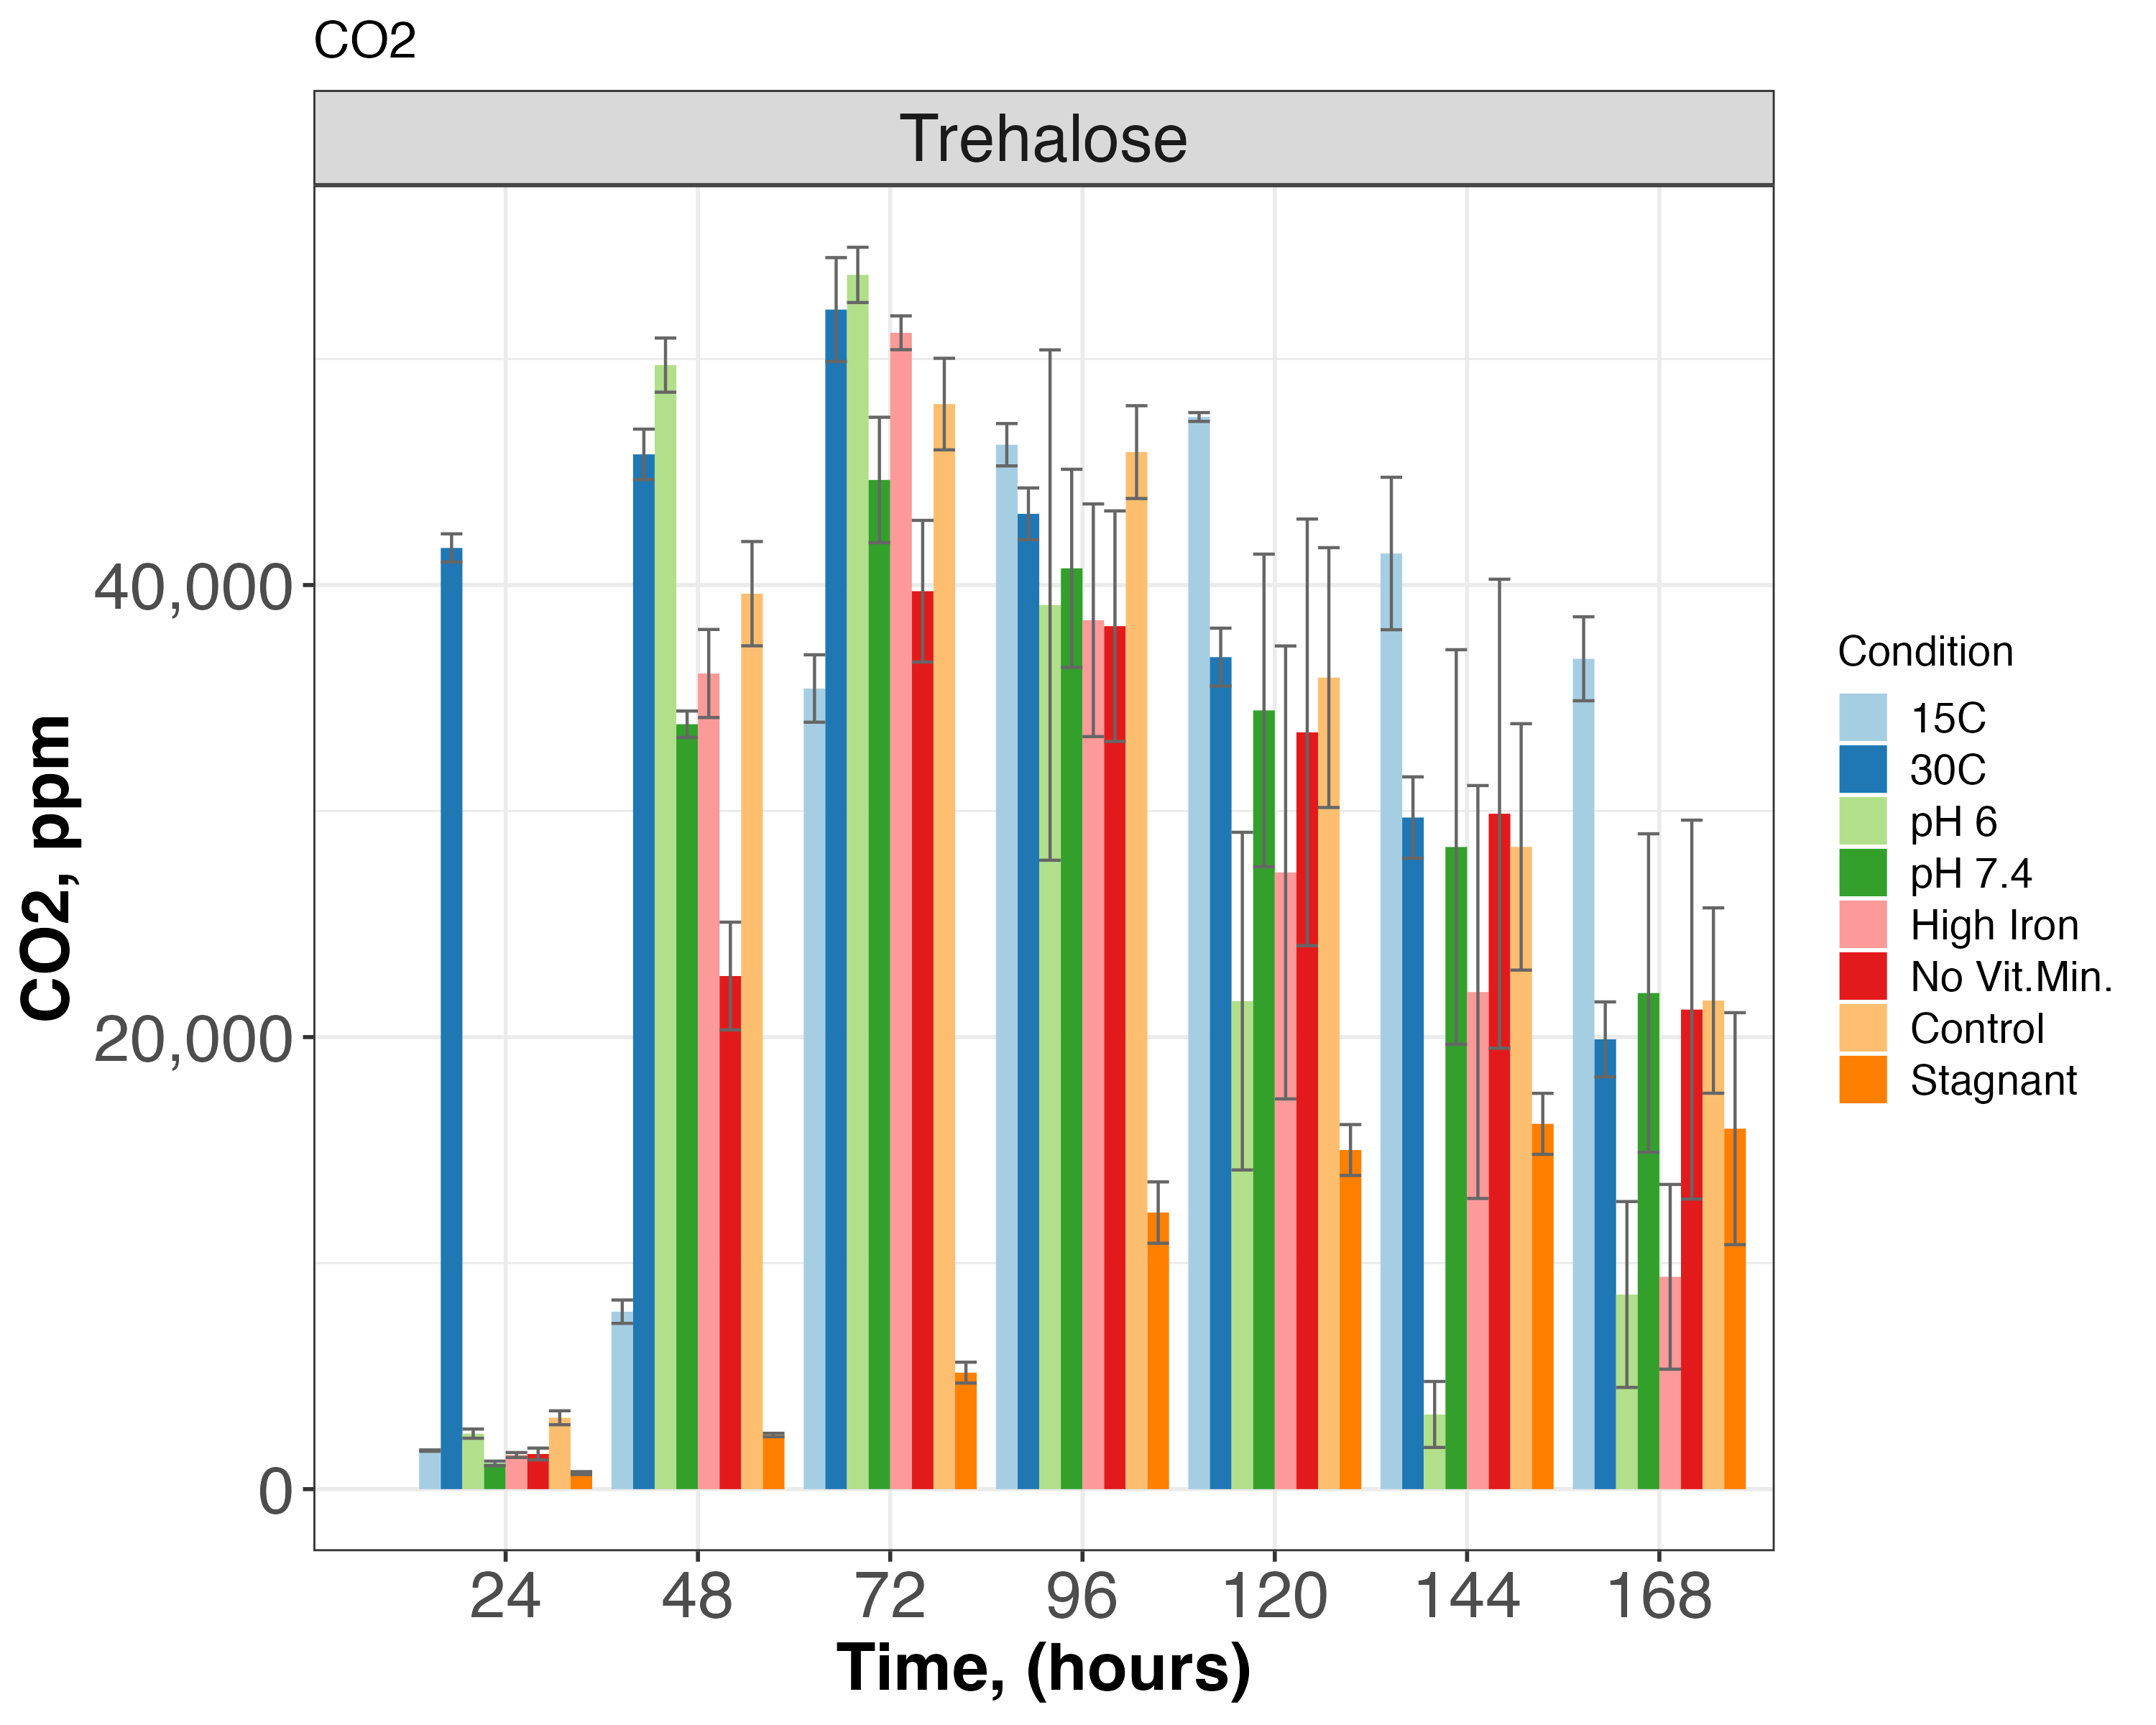 CO2
Trehalose
CO2, ppm
40,000
20,000
0
24 48 72 96 120 144 168
Time, (hours)
Condition
15C
30C
pH 6
pH 7.4
High Iron
No Vit.Min.
Control
Stagnant